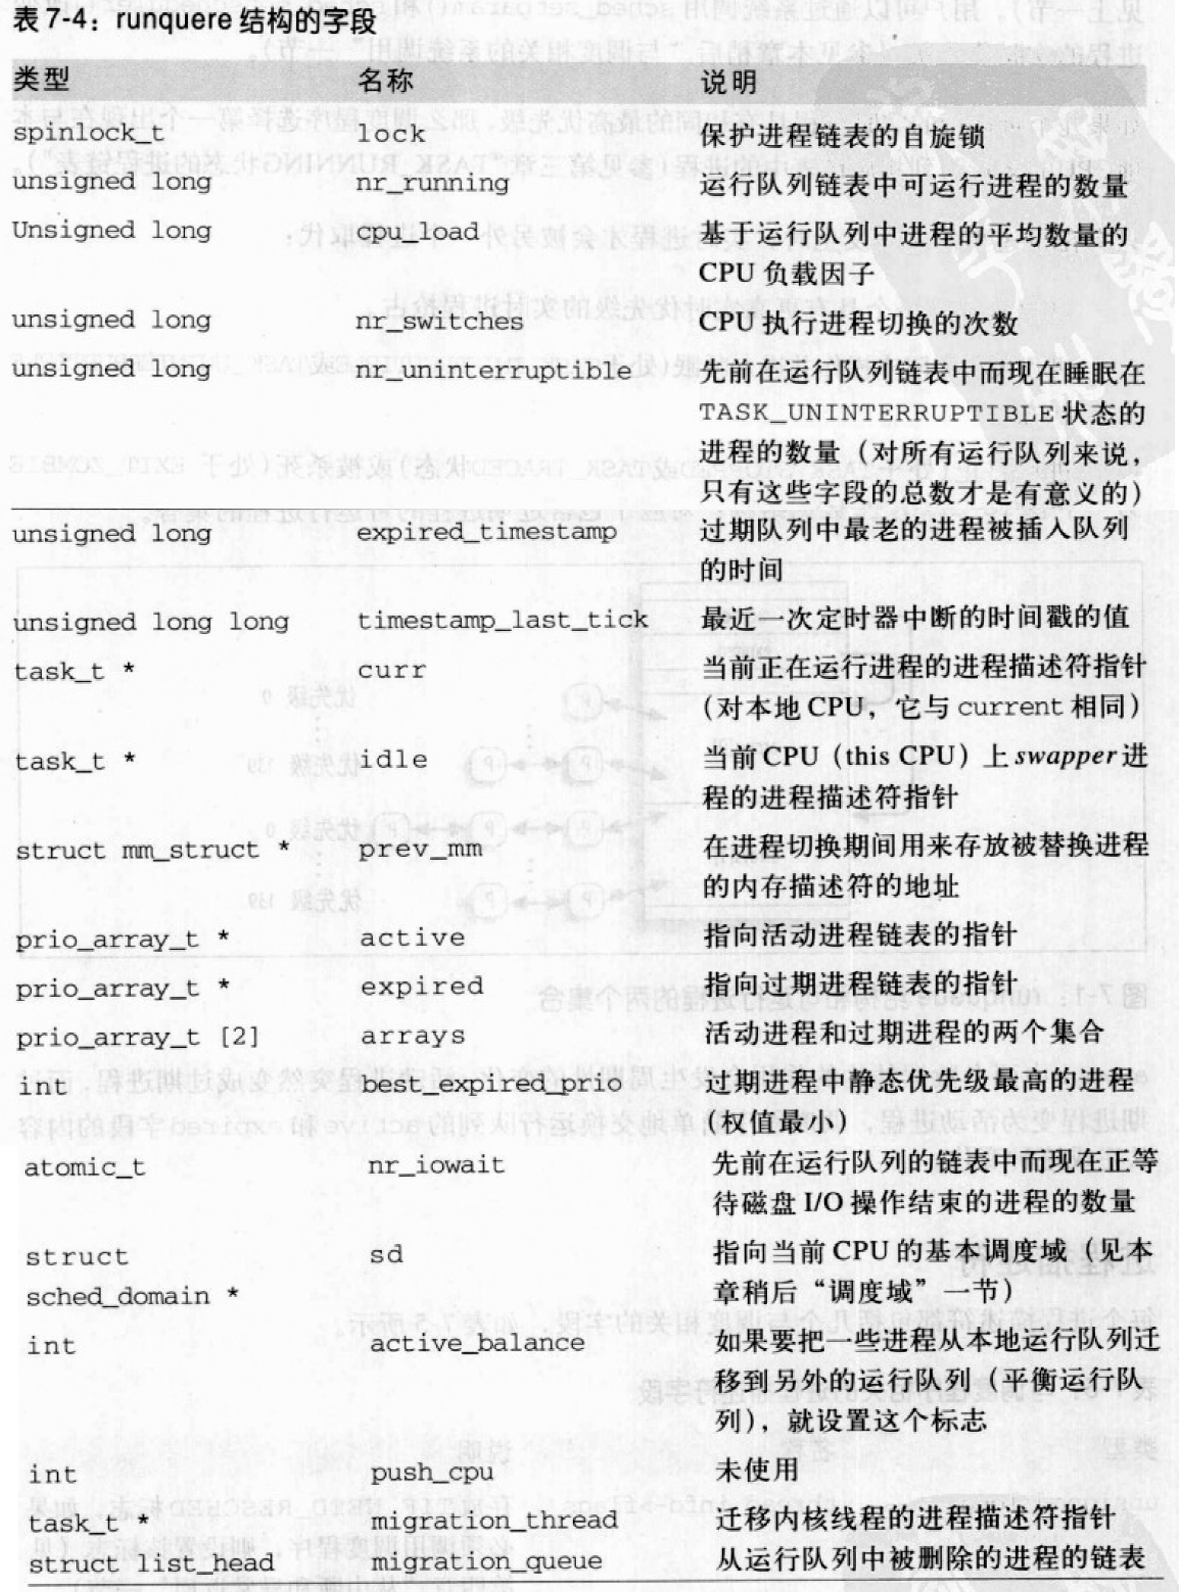 表 7-4：runquere 结构的字段
类型 名称 说明
spinlock_t lock 保护进程链表的自旋锁
unsigned long nr_running 运行队列链表中可运行进程的数量
Unsigned long cpu_load 基于运行队列中进程的平均数量的
CPU 负载因子
unsigned long nr_switches CPU 执行进程切换的次数
unsigned long nr_uninterruptible 先前在运行队列链表中而现在睡眠在
TASK_UNINTERRUPTIBLE 状态的
进程的数量（对所有运行队列来说，
只有这些字段的总数才是有意义的）
unsigned long expired_timestamp 过期队列中最老的进程被插入队列
的时间
unsigned long long timestamp_last_tick 最近一次定时器中断的时间戳的值
task_t * curr 当前正在运行进程的进程描述符指针
（对本地 CPU，它与 current 相同）
task_t * idle 当前 CPU（this CPU）上 swapper 进
程的进程描述符指针
struct mm_struct * prev_mm 在进程切换期间用来存放被替换进程
的内存描述符的地址
prio_array_t * active 指向活动进程链表的指针
prio_array_t * expired 指向过期进程链表的指针
prio_array_t [2] arrays 活动进程和过期进程的两个集合
int best_expired_prio 过期进程中静态优先级最高的进程
（权值最小）
atomic_t nr_iowait 先前在运行队列的链表中而现在正等
待磁盘 I/O 操作结束的进程的数量
struct sd 指向当前 CPU 的基本调度域（见本
sched_domain * 章稍后“调度域”一节）
int active_balance 如果要把一些进程从本地运行队列迁
移到另外的运行队列（平衡运行队
列），就设置这个标志
int push_cpu 未使用
task_t * migration_thread 迁移内核线程的进程描述符指针
struct list_head migration_queue 从运行队列中被删除的进程的链表